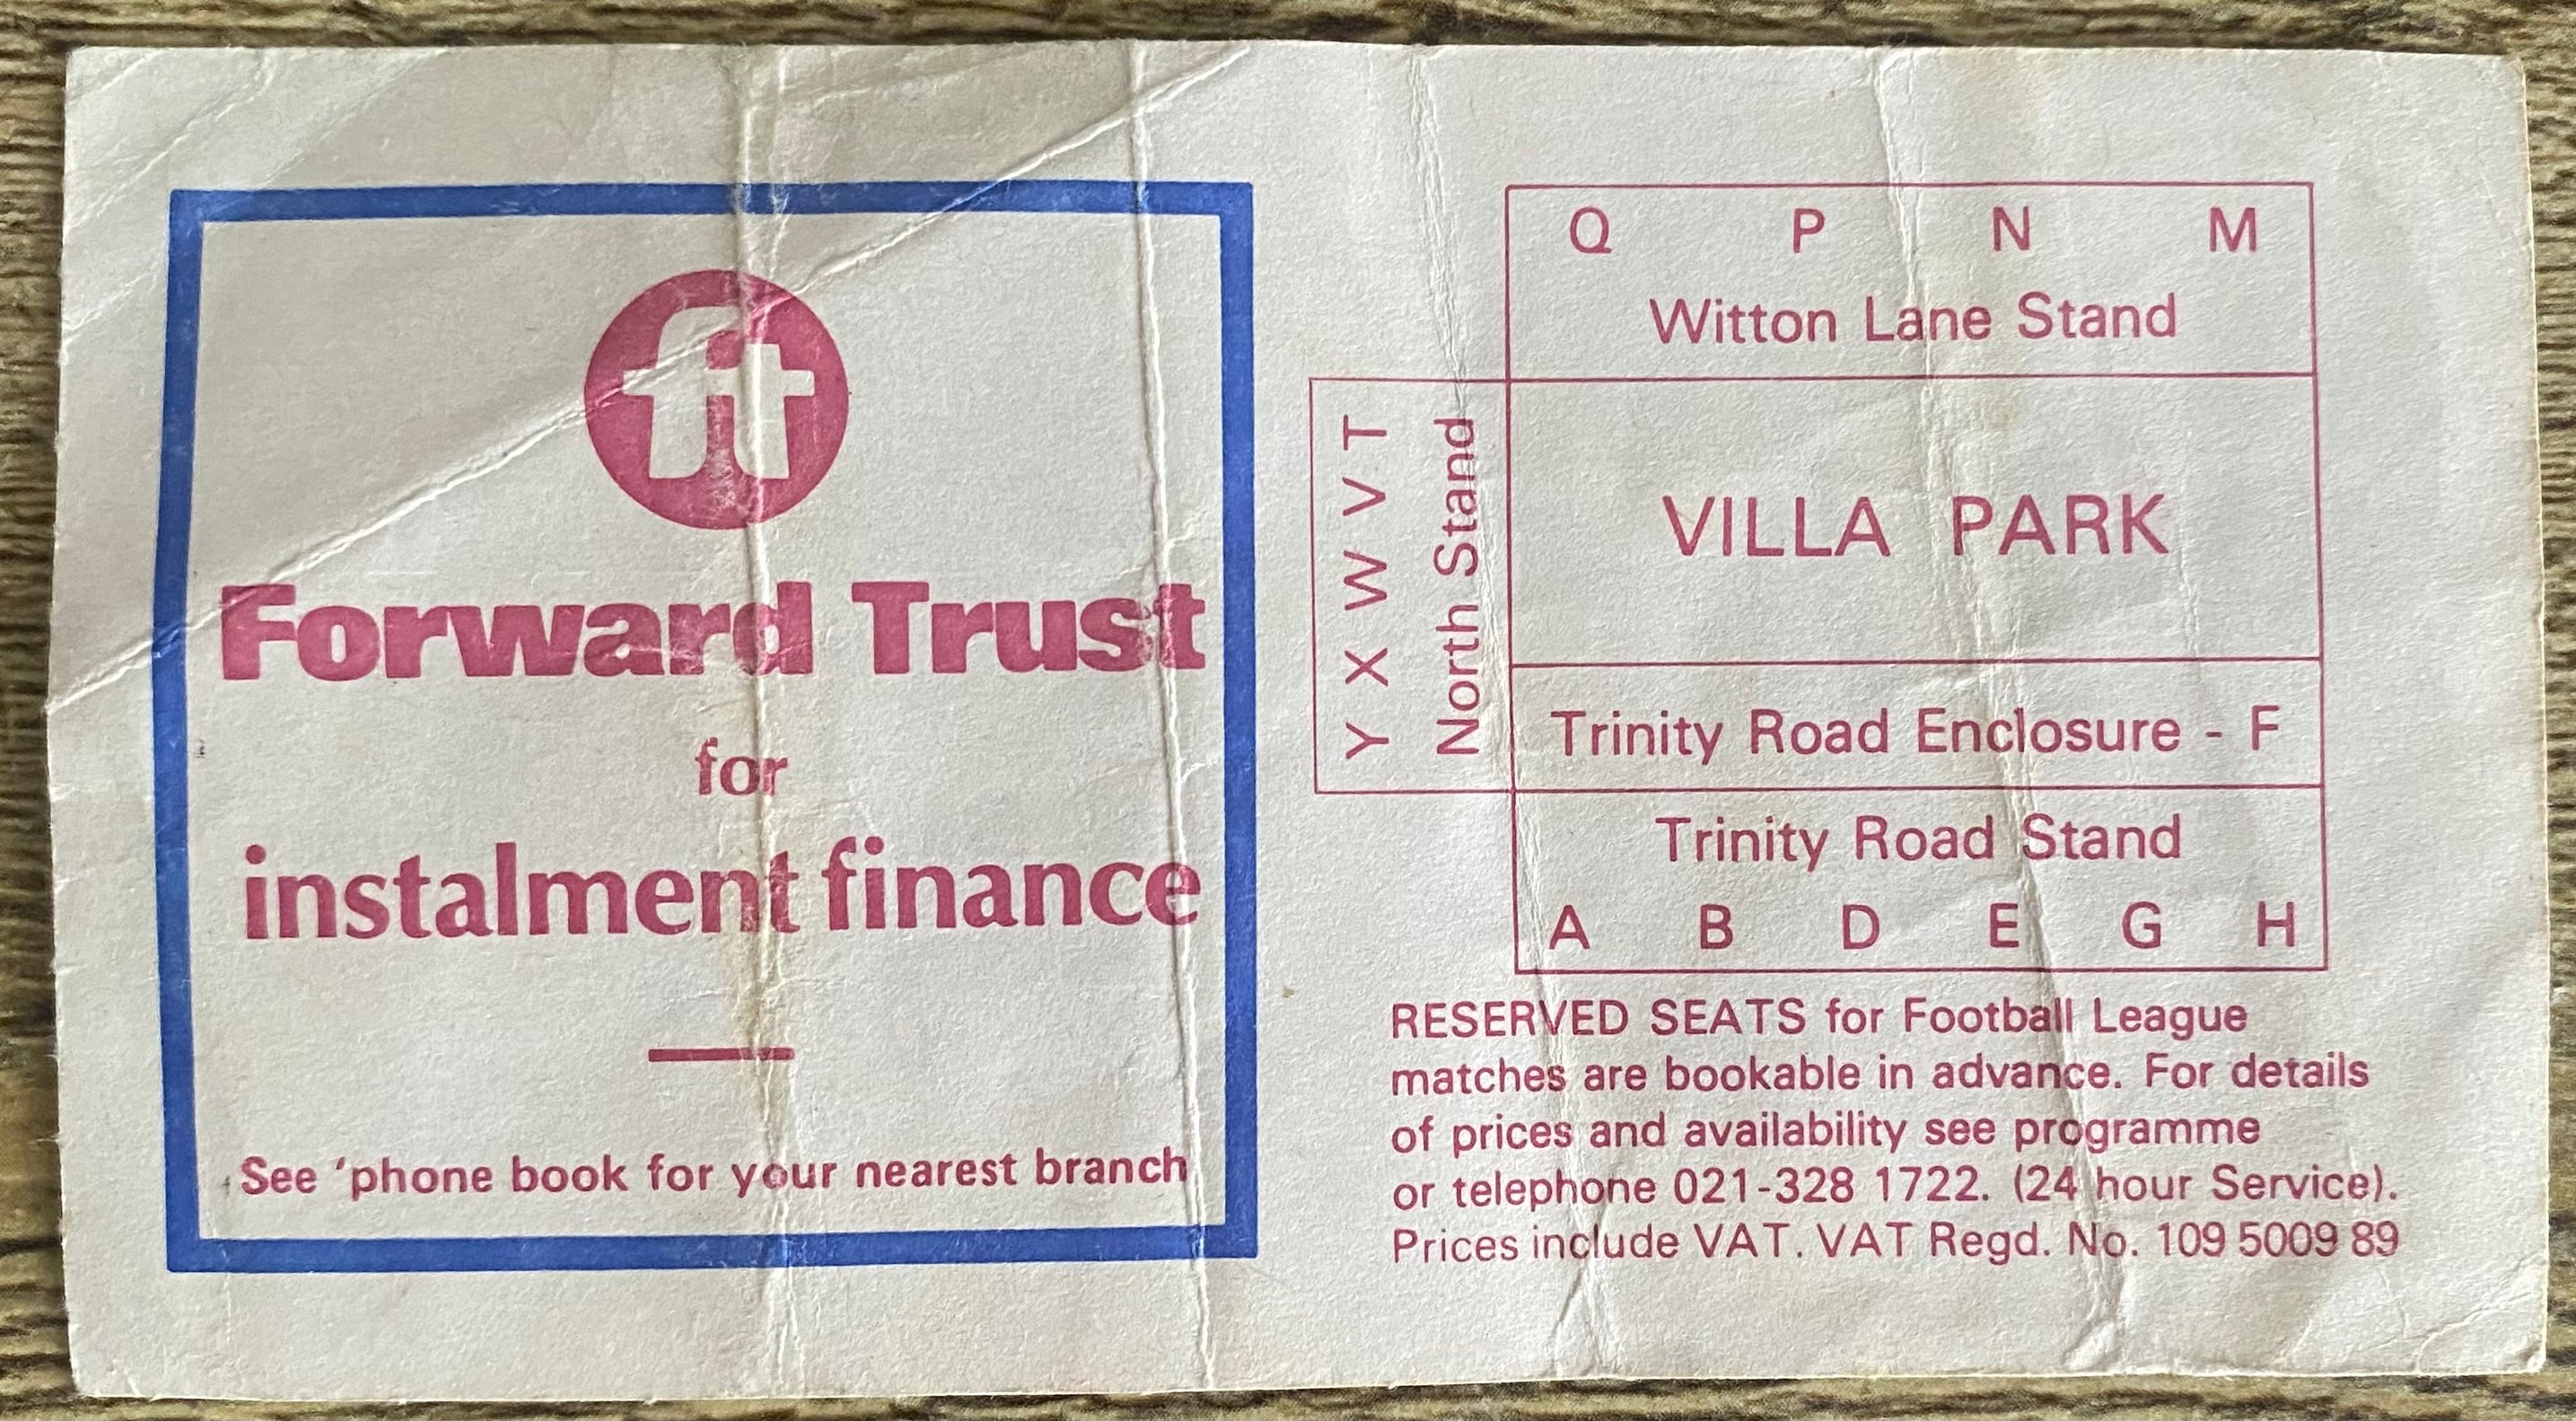 ft
Forward Trust
for
instalment finance
See 'phone book for your nearest branch
Q P N M
Witton Lane Stand
Y X W V T
North Stand
VILLA PARK
Trinity Road Enclosure - F
Trinity Road Stand
A B D E G H
RESERVED SEATS for Football League
matches are bookable in advance. For details
of prices and availability see programme
or telephone 021-328 1722. (24 hour Service).
Prices include VAT. VAT Regd. No. 109 5009 89